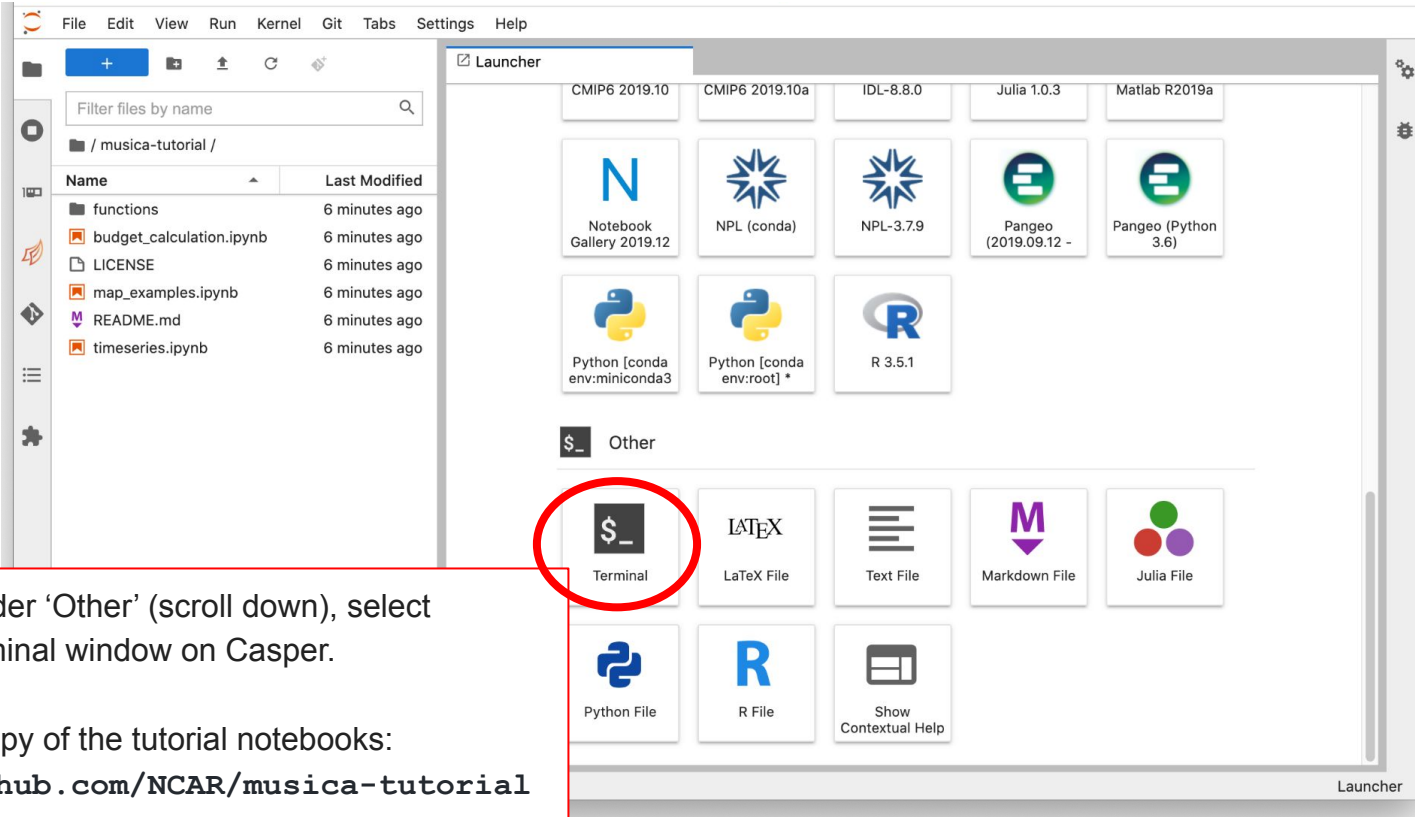 File Edit View Run Kernel Git Tabs Settings Help
Launcher
Filter files by name
/ musica-tutorial /
Name Last Modified
functions 6 minutes ago
budget_calculation.ipynb 6 minutes ago
LICENSE 6 minutes ago
map_examples.ipynb 6 minutes ago
README.md 6 minutes ago
timeseries.ipynb 6 minutes ago
CMIP6 2019.10 CMIP6 2019.10a IDL-8.8.0 Julia 1.0.3 Matlab R2019a
N
Notebook NPL (conda) NPL-3.7.9 Pangeo Pangeo (Python
Gallery 2019.12 (2019.09.12 - 3.6)
R
Python [conda Python [conda R 3.5.1
env:miniconda3 env:root] *
$_ Other
$_ LATEX M
Terminal LaTeX File Text File Markdown File Julia File
R
Python File R File Show
Contextual Help
der ‘Other’ (scroll down), select
minal window on Casper.
py of the tutorial notebooks:
hub.com/NCAR/musica-tutorial
Launcher